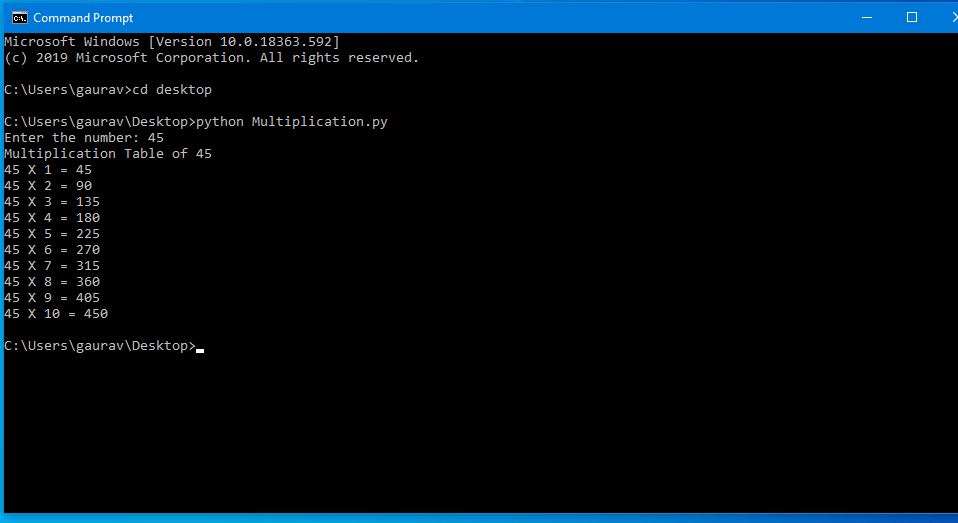 Command Prompt
Microsoft Windows [Version 10.0.18363.592]
(c) 2019 Microsoft Corporation. All rights reserved.
C:\Users\gaurav>cd desktop
C:\Users\gaurav\Desktop>python Multiplication.py
Enter the number: 45
Multiplication Table of 45
45 X 1 = 45
45 X 2 = 90
45 X 3 = 135
45 X 4 = 180
45 X 5 = 225
45 X 6 = 270
45 X 7 = 315
45 X 8 = 360
45 X 9 = 405
45 X 10 = 450
C:\Users\gaurav\Desktop>